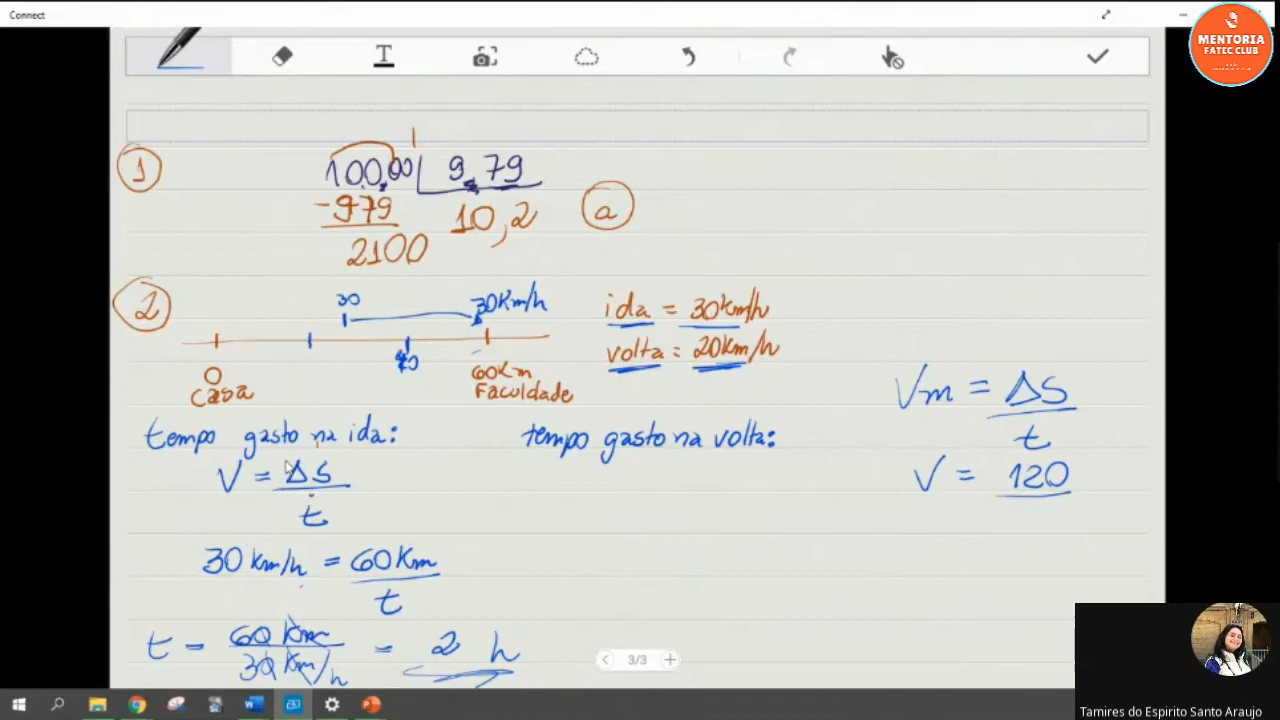 Connect
MENTORIA
FATEC CLUB
T
1
100,00 9,79
-979 10,2 a
2100
2
30 30Km/h ida = 30km/h
volta = 20km/h
0 60Km
Casa Faculdade
Vm = ΔS
t
tempo gasto na ida: tempo gasto na volta:
V = ΔS
t
V = 120
30 km/h = 60 Km
t
t = 60 Km = 2 h
30 Km/h
3/3
Tamires do Espirito Santo Araujo